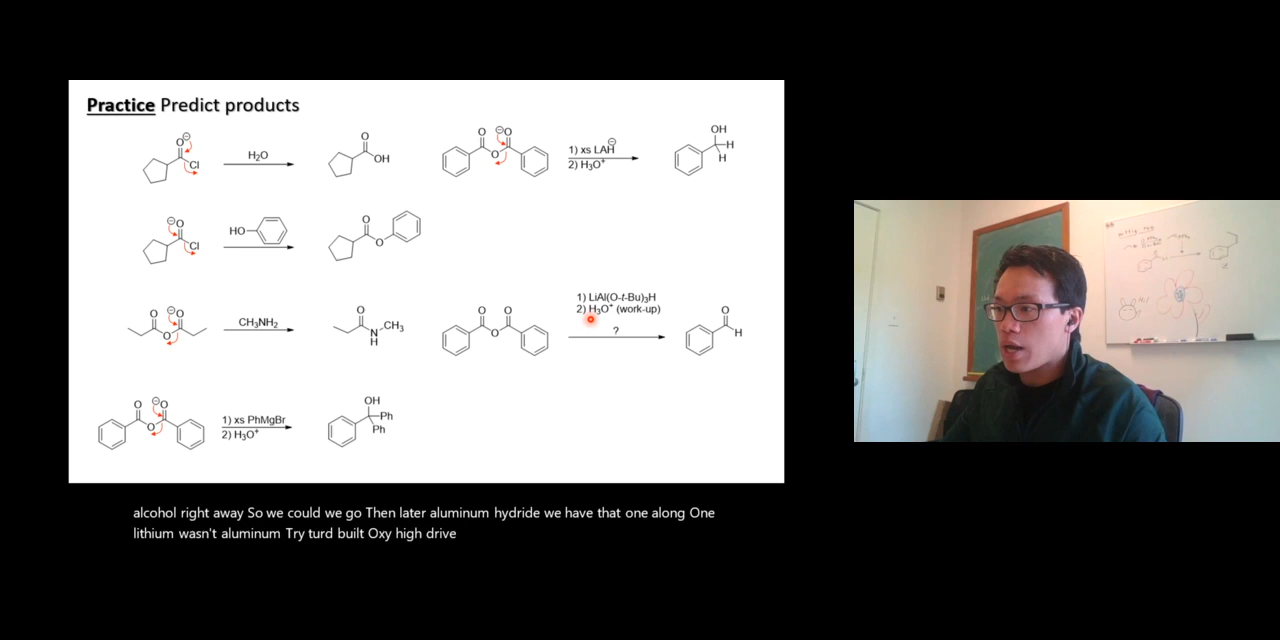 Practice Predict products
O⊖
Cl
H₂O
O
OH
O
⊖O
O
1) xs LAH⊖
2) H₃O⁺
OH
H
H
⊖O
Cl
HO
O
O
O
⊖O
O
CH₃NH₂
O
N
H
CH₃
O
O
O
1) LiAl(O-t-Bu)₃H
2) H₃O⁺ (work-up)
?
O
H
O
⊖O
O
1) xs PhMgBr
2) H₃O⁺
OH
Ph
Ph
alcohol right away So we could we go Then later aluminum hydride we have that one along One
lithium wasn't aluminum Try turd built Oxy high drive